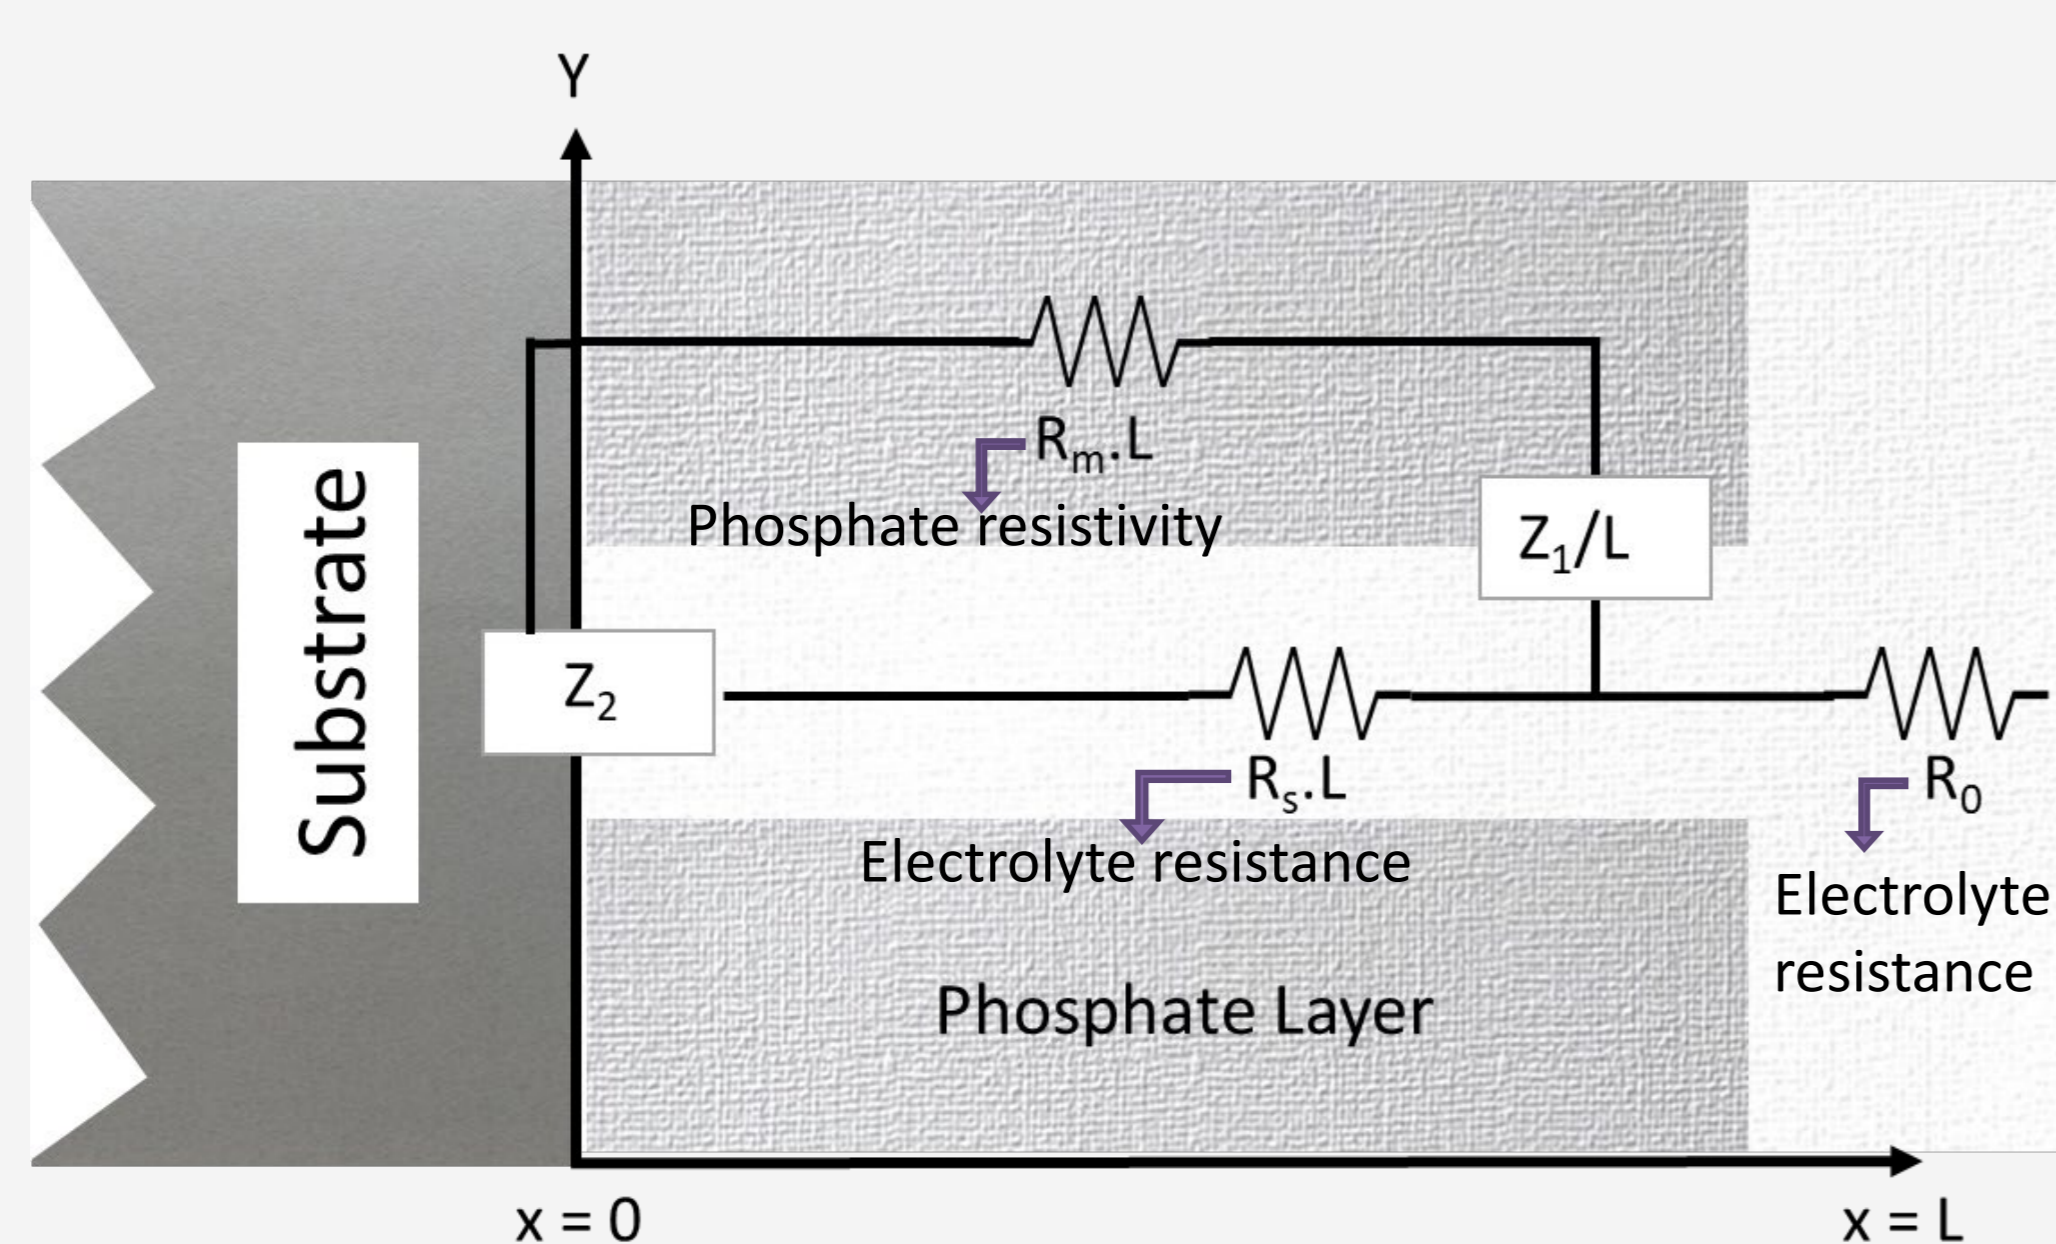 Y
Substrate
Rm.L
Phosphate resistivity
Z1/L
Z2
Rs.L
R0
Electrolyte resistance
Electrolyte
resistance
Phosphate Layer
x = 0
x = L